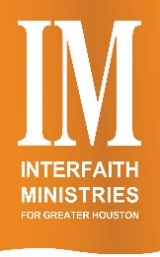 IM
INTERFAITH
MINISTRIES
FOR GREATER HOUSTON